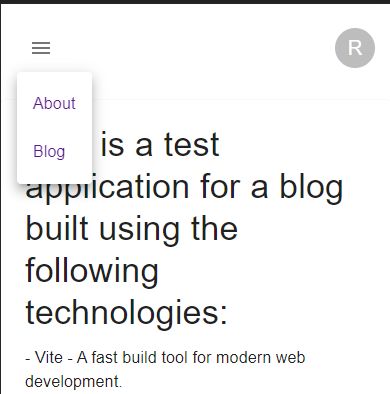 R
About
Blog
is a test
application for a blog
built using the
following
technologies:
- Vite - A fast build tool for modern web
development.